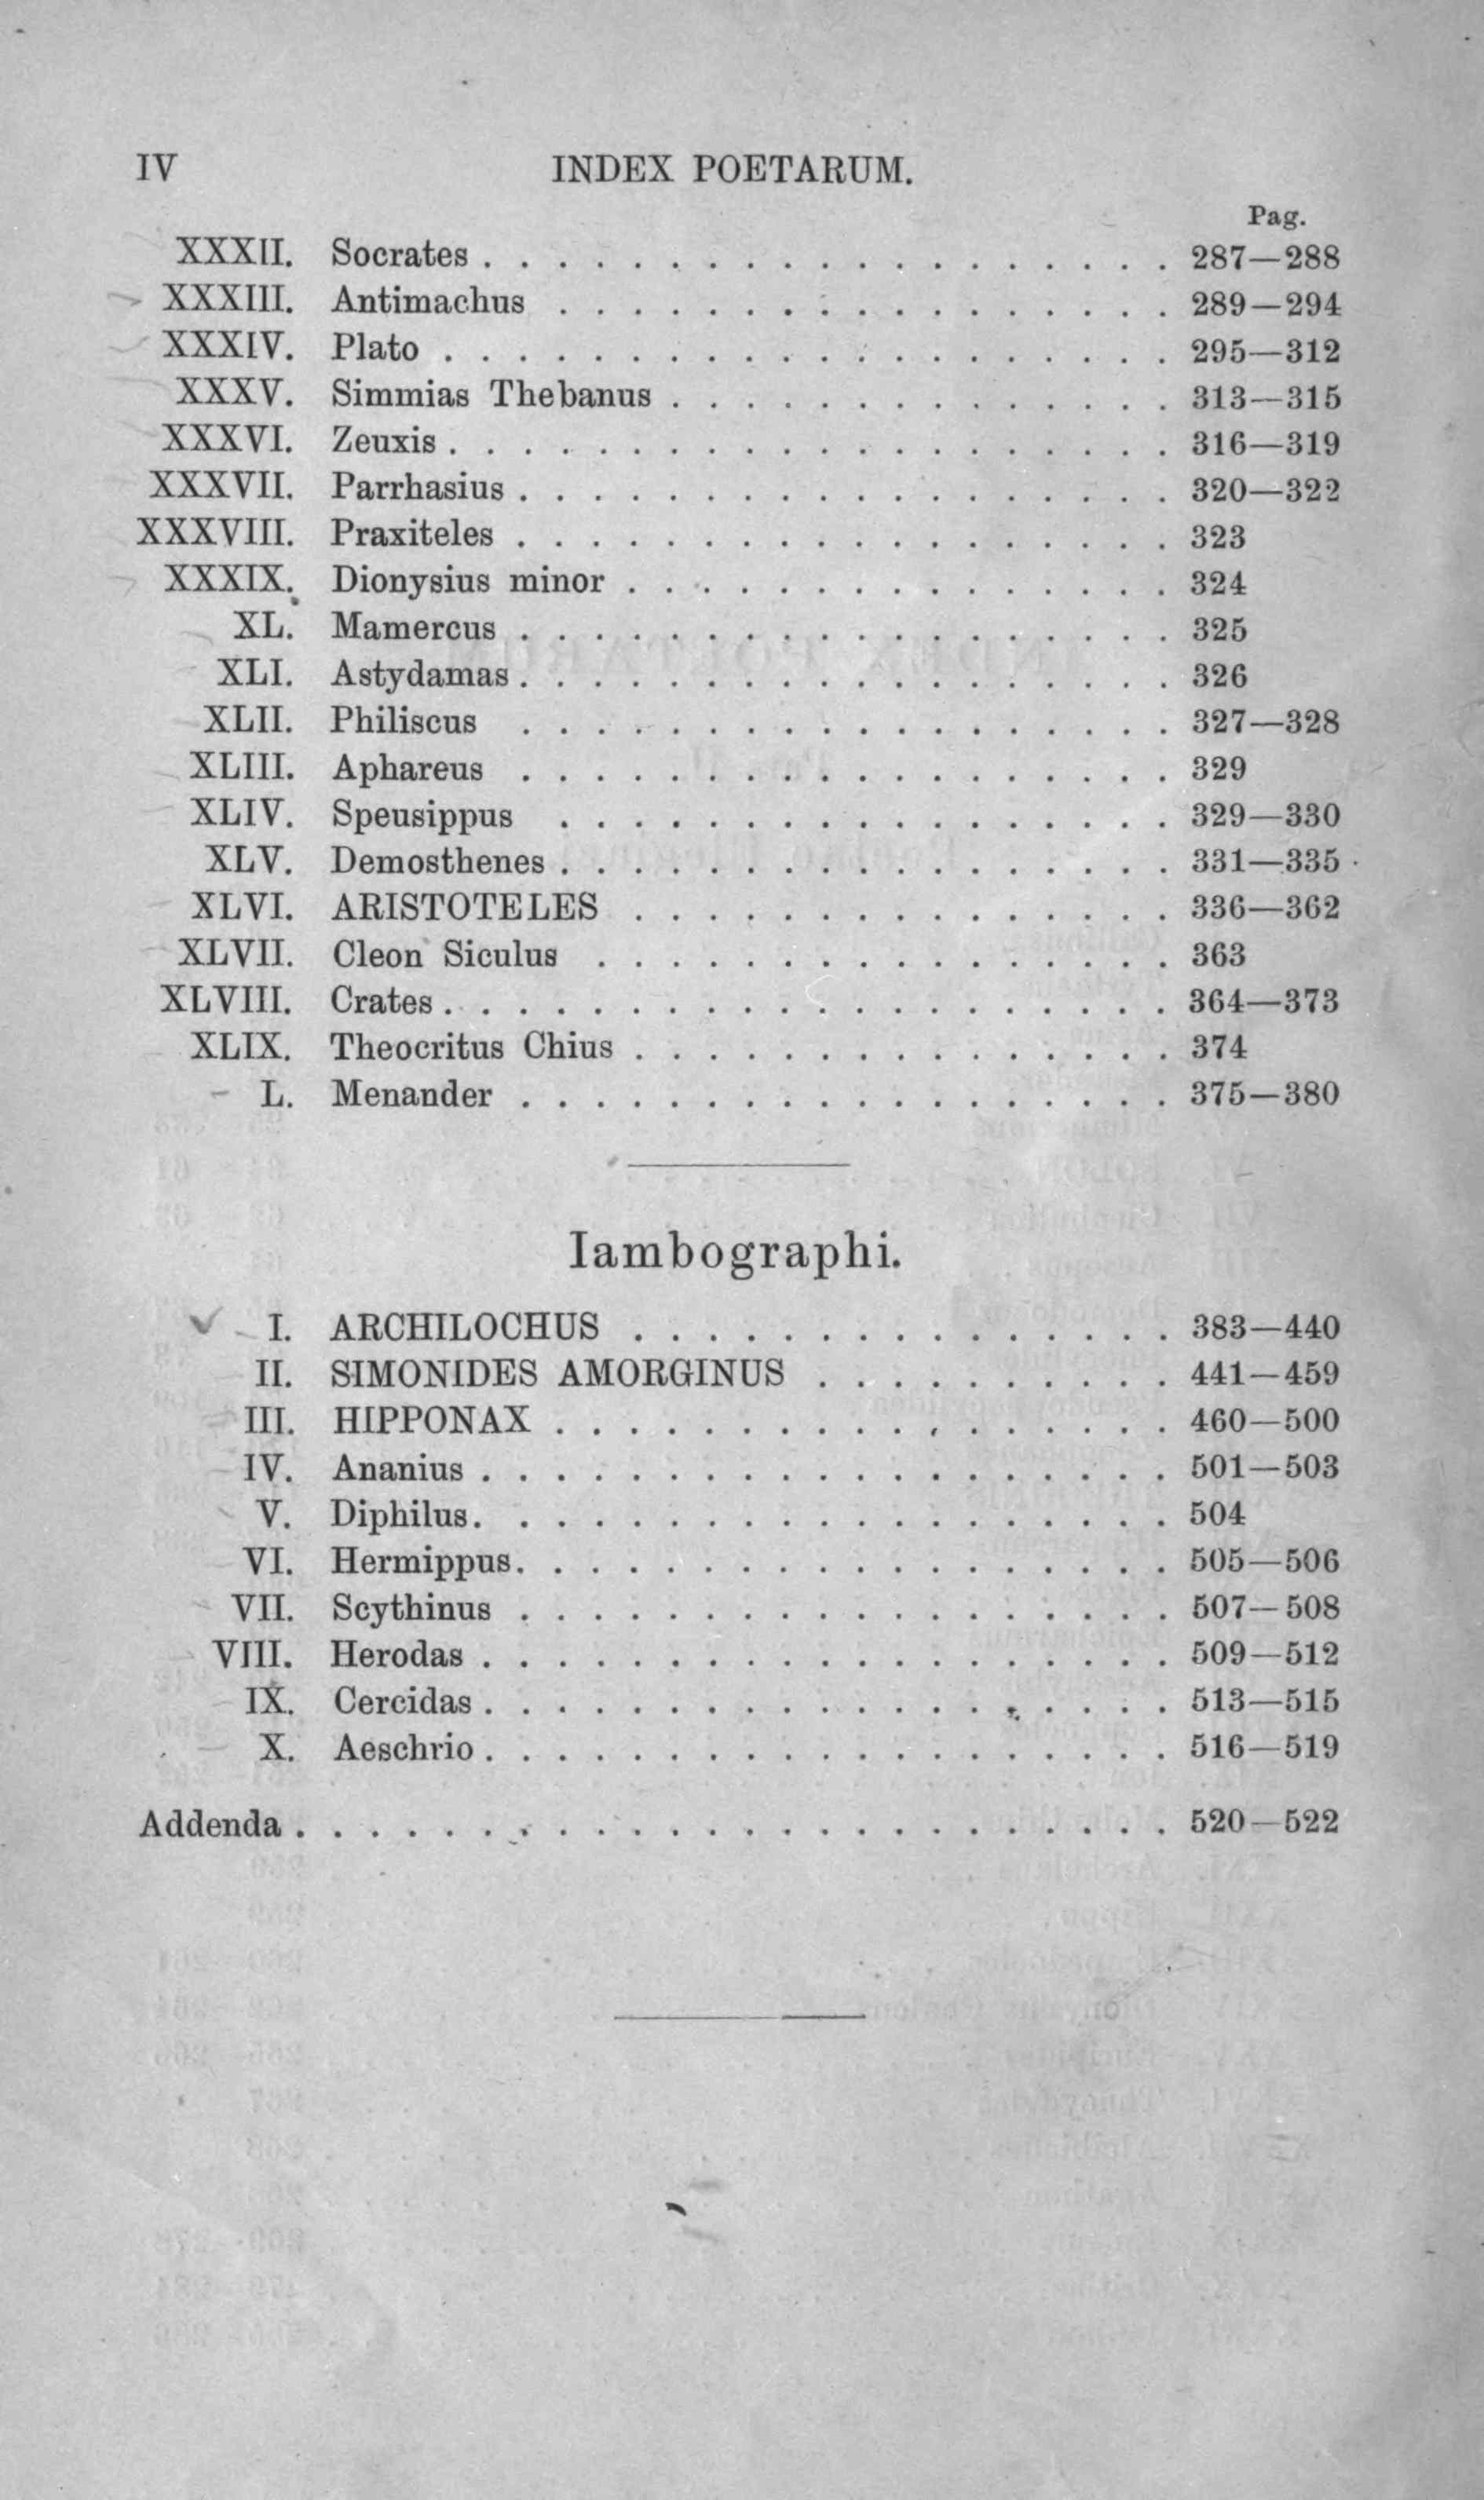 IV INDEX POETARUM.
Pag.
XXXII. Socrates . . . . . . . . . . . . . . . . . . . 287—288
XXXIII. Antimachus . . . . . . . . . . . . . . . . . 289—294
XXXIV. Plato . . . . . . . . . . . . . . . . . . . . 295—312
XXXV. Simmias Thebanus . . . . . . . . . . . . . . 313—315
XXXVI. Zeuxis . . . . . . . . . . . . . . . . . . . . 316—319
XXXVII. Parrhasius . . . . . . . . . . . . . . . . . . 320—322
XXXVIII. Praxiteles . . . . . . . . . . . . . . . . . . 323
XXXIX. Dionysius minor . . . . . . . . . . . . . . . 324
XL. Mamercus . . . . . . . . . . . . . . . . . . 325
XLI. Astydamas . . . . . . . . . . . . . . . . . . 326
XLII. Philiscus . . . . . . . . . . . . . . . . . . 327—328
XLIII. Aphareus . . . . . . . . . . . . . . . . . . 329
XLIV. Speusippus . . . . . . . . . . . . . . . . . 329—330
XLV. Demosthenes . . . . . . . . . . . . . . . . . 331—335
XLVI. ARISTOTELES . . . . . . . . . . . . . . . 336—362
XLVII. Cleon Siculus . . . . . . . . . . . . . . . . 363
XLVIII. Crates . . . . . . . . . . . . . . . . . . . . 364—373
XLIX. Theocritus Chius . . . . . . . . . . . . . . . 374
L. Menander . . . . . . . . . . . . . . . . . . 375—380
Iambographi.
I. ARCHILOCHUS . . . . . . . . . . . . . . . 383—440
II. SIMONIDES AMORGINUS . . . . . . . . . . 441—459
III. HIPPONAX . . . . . . . . . . . . . . . . . 460—500
IV. Ananius . . . . . . . . . . . . . . . . . . . 501—503
V. Diphilus . . . . . . . . . . . . . . . . . . . 504
VI. Hermippus . . . . . . . . . . . . . . . . . . 505—506
VII. Scythinus . . . . . . . . . . . . . . . . . . 507—508
VIII. Herodas . . . . . . . . . . . . . . . . . . . 509—512
IX. Cercidas . . . . . . . . . . . . . . . . . . . 513—515
X. Aeschrio . . . . . . . . . . . . . . . . . . . 516—519
Addenda . . . . . . . . . . . . . . . . . . . . . . . . 520—522